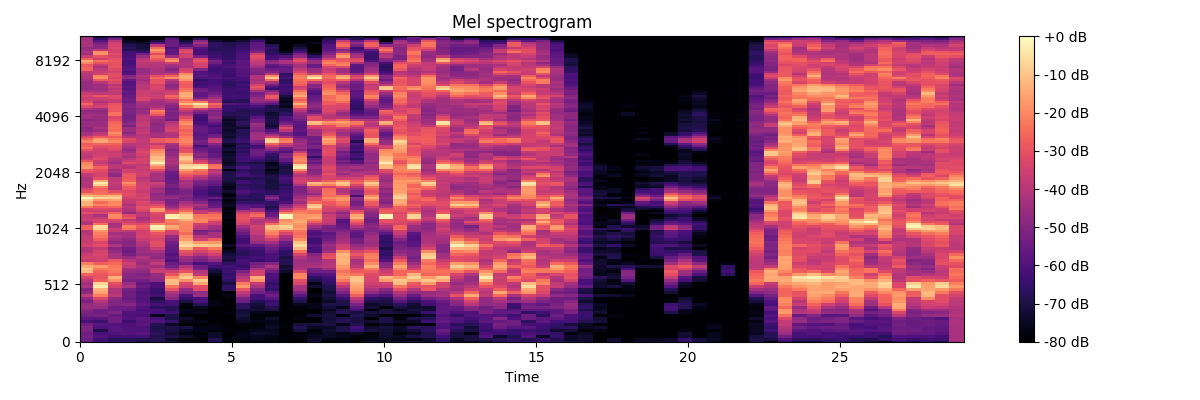 Mel spectrogram
Hz
8192
4096
2048
1024
512
0
0 5 10 15 20 25
Time
+0 dB
-10 dB
-20 dB
-30 dB
-40 dB
-50 dB
-60 dB
-70 dB
-80 dB